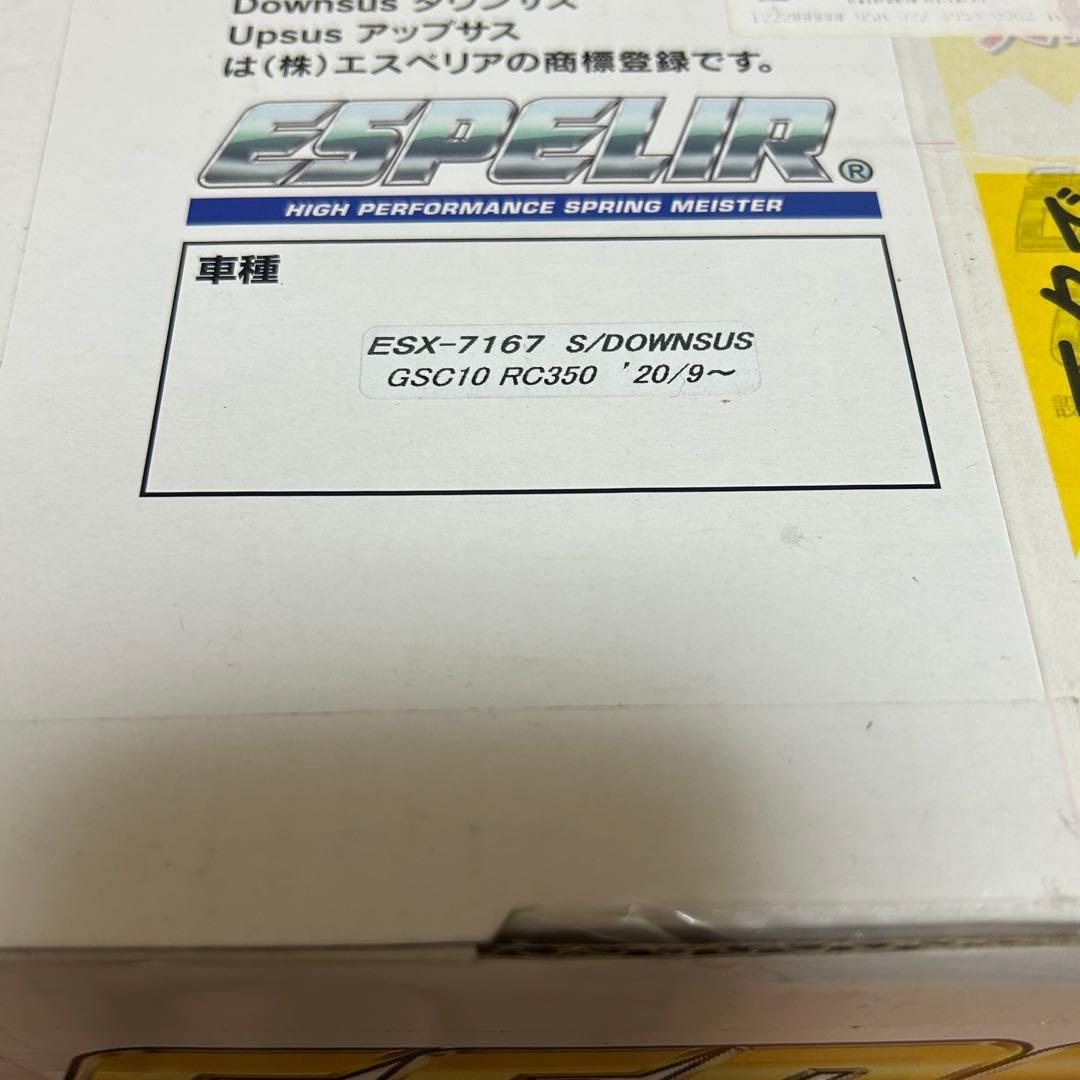 Downsus ダウンサス
Upsus アップサス
は(株)エスペリアの商標登録です。
ESPELIR®
HIGH PERFORMANCE SPRING MEISTER
車種
ESX-7167 S/DOWNSUS
GSC10 RC350 '20/9～